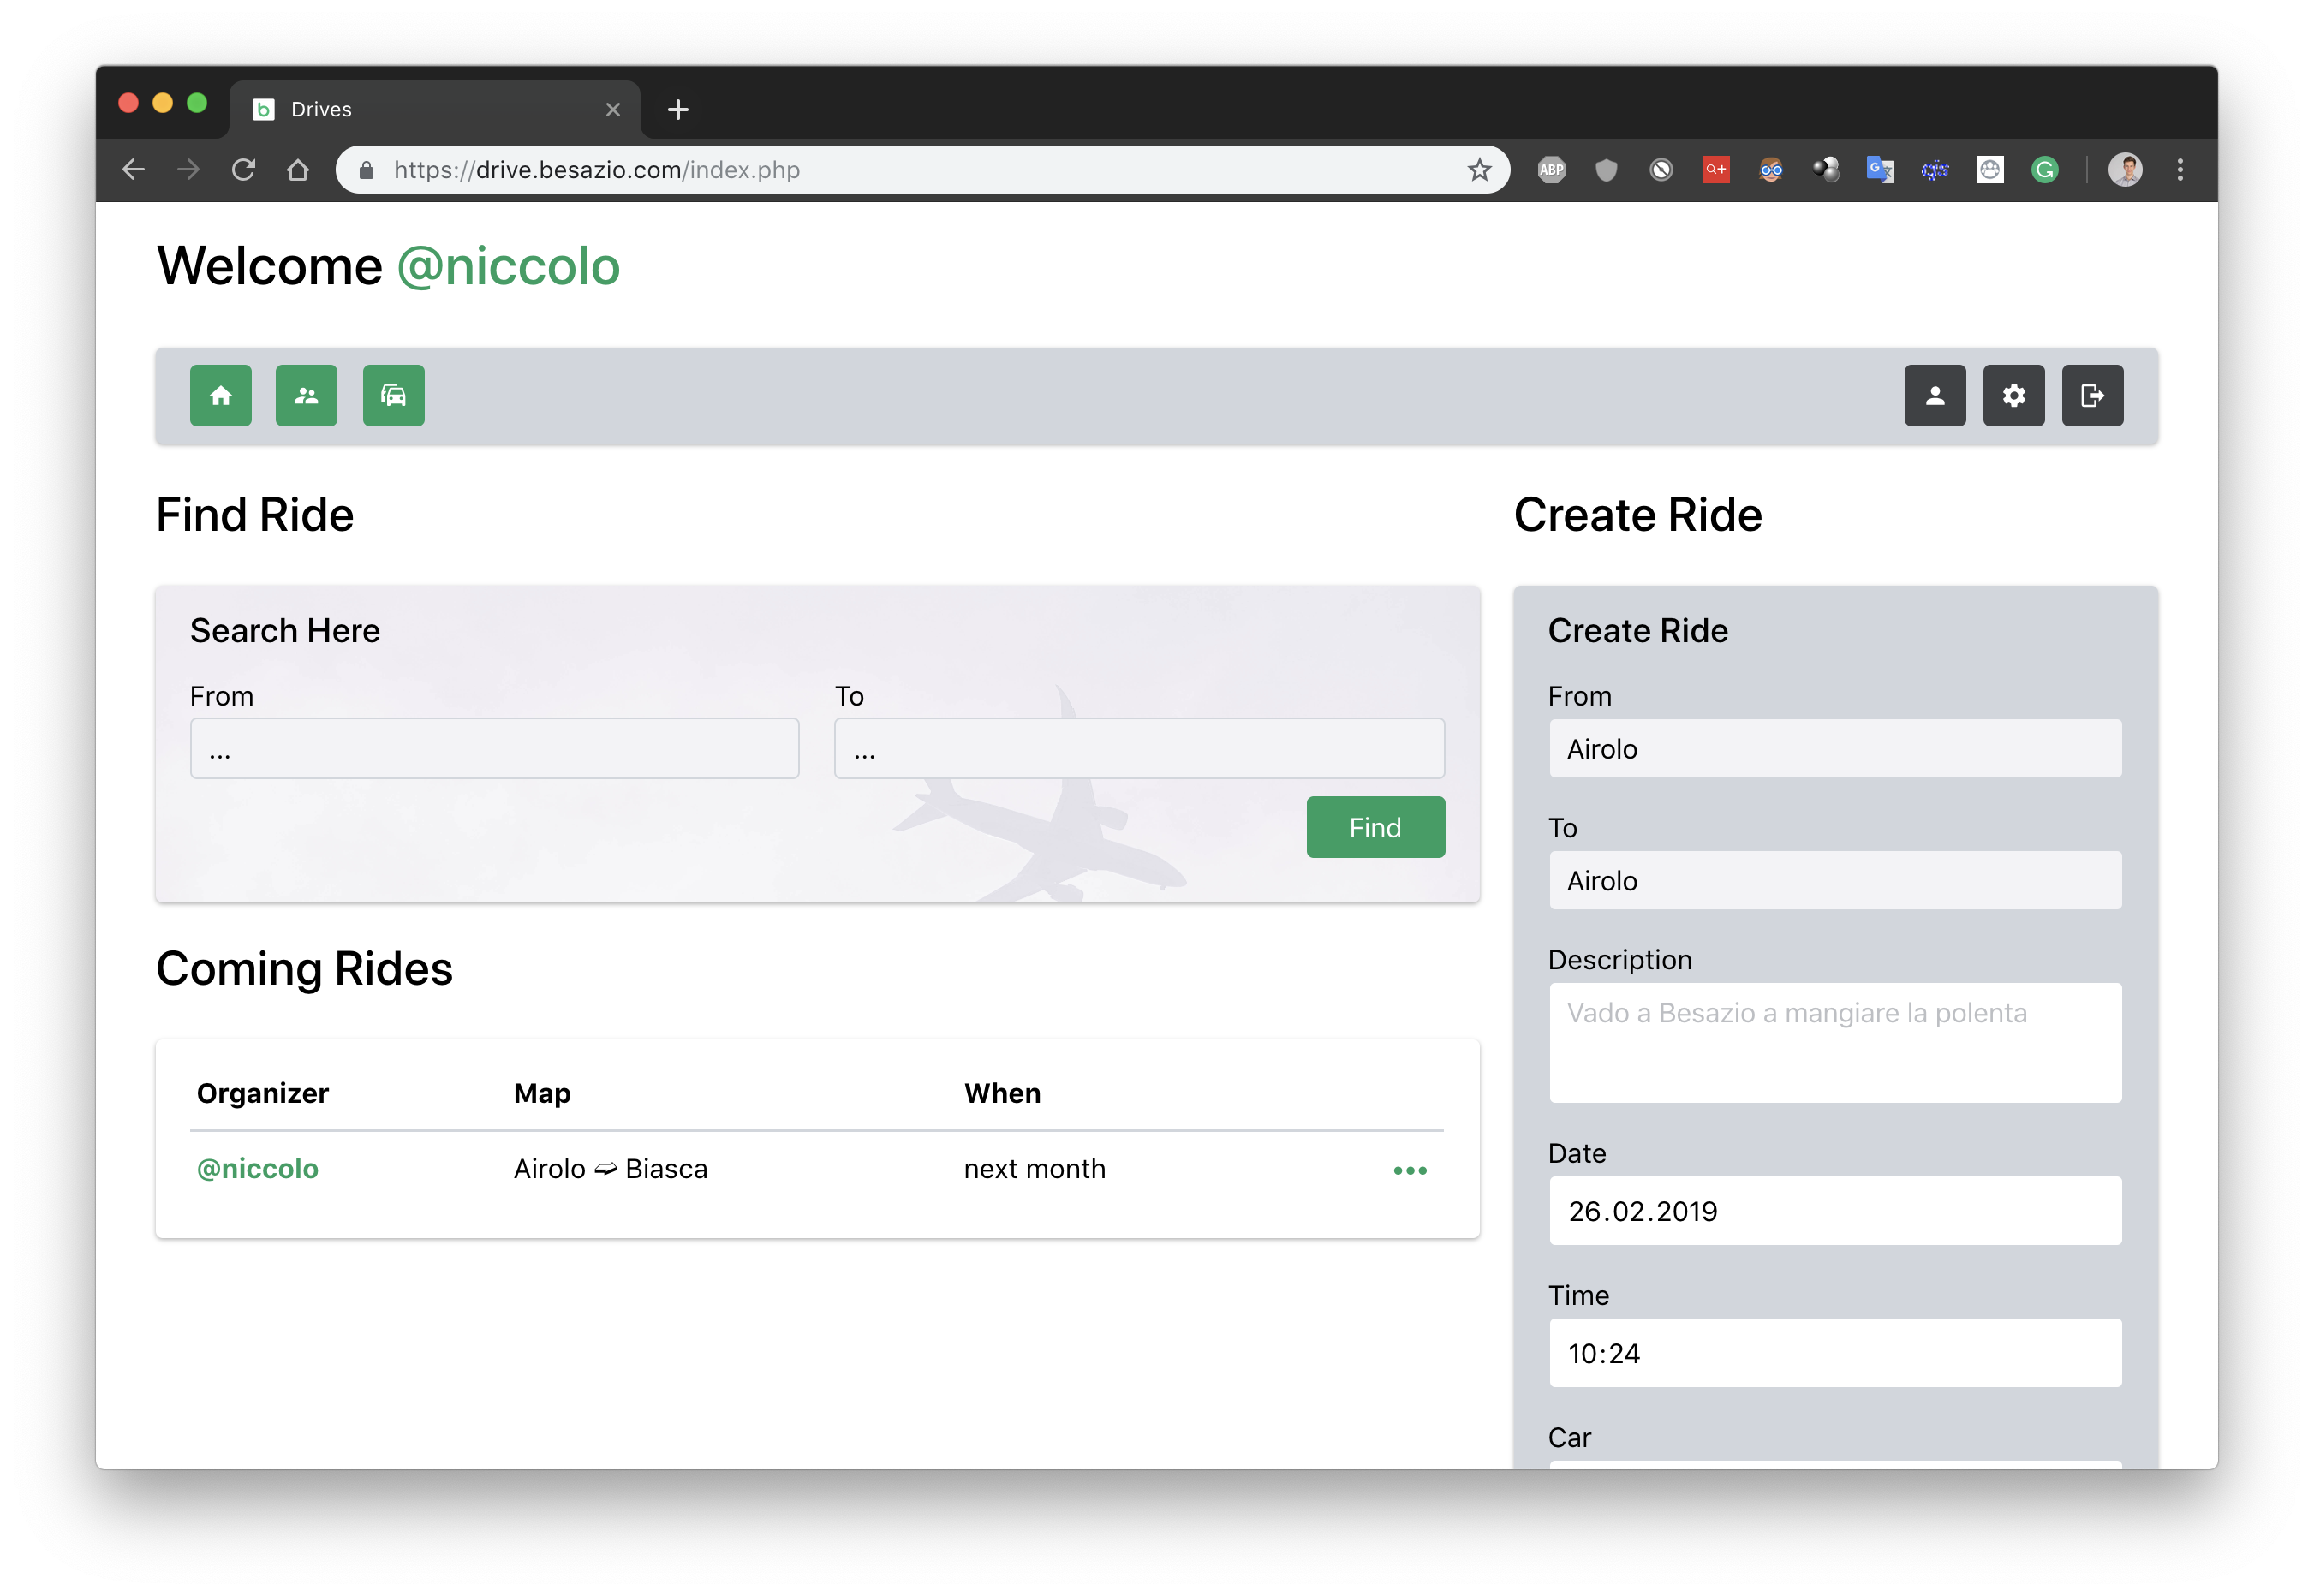 Drives
https://drive.besazio.com/index.php
ABP
Welcome @niccolo
Find Ride
Search Here
From
To
...
...
Find
Coming Rides
Organizer Map When
@niccolo Airolo ➫ Biasca next month
Create Ride
Create Ride
From
Airolo
To
Airolo
Description
Vado a Besazio a mangiare la polenta
Date
26.02.2019
Time
10:24
Car